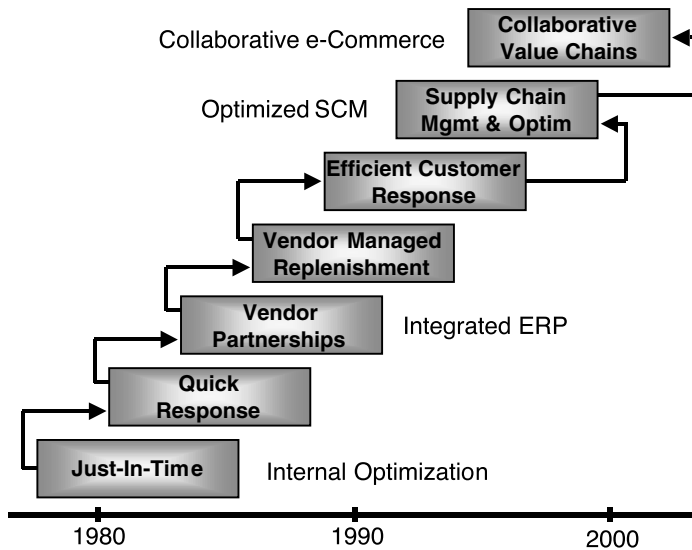 Collaborative e-Commerce
Collaborative
Value Chains
Optimized SCM
Supply Chain
Mgmt & Optim
Efficient Customer
Response
Vendor Managed
Replenishment
Vendor
Partnerships
Integrated ERP
Quick
Response
Just-In-Time
Internal Optimization
1980
1990
2000